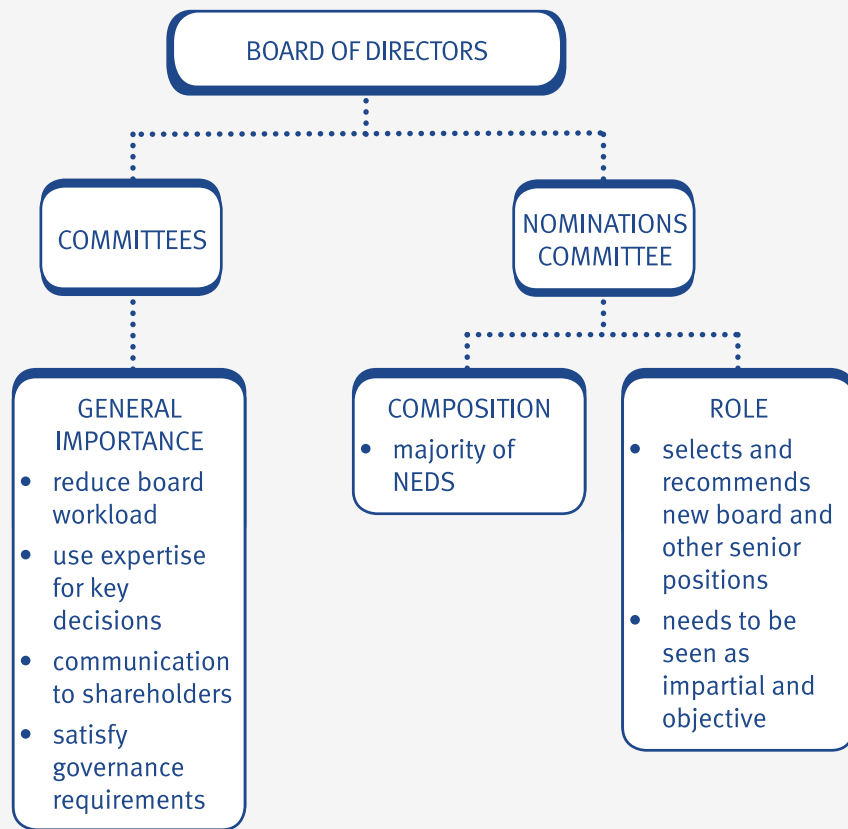 BOARD OF DIRECTORS
COMMITTEES
NOMINATIONS
COMMITTEE
GENERAL
IMPORTANCE
• reduce board
workload
• use expertise
for key
decisions
• communication
to shareholders
• satisfy
governance
requirements
COMPOSITION
• majority of
NEDS
ROLE
• selects and
recommends
new board and
other senior
positions
• needs to be
seen as
impartial and
objective